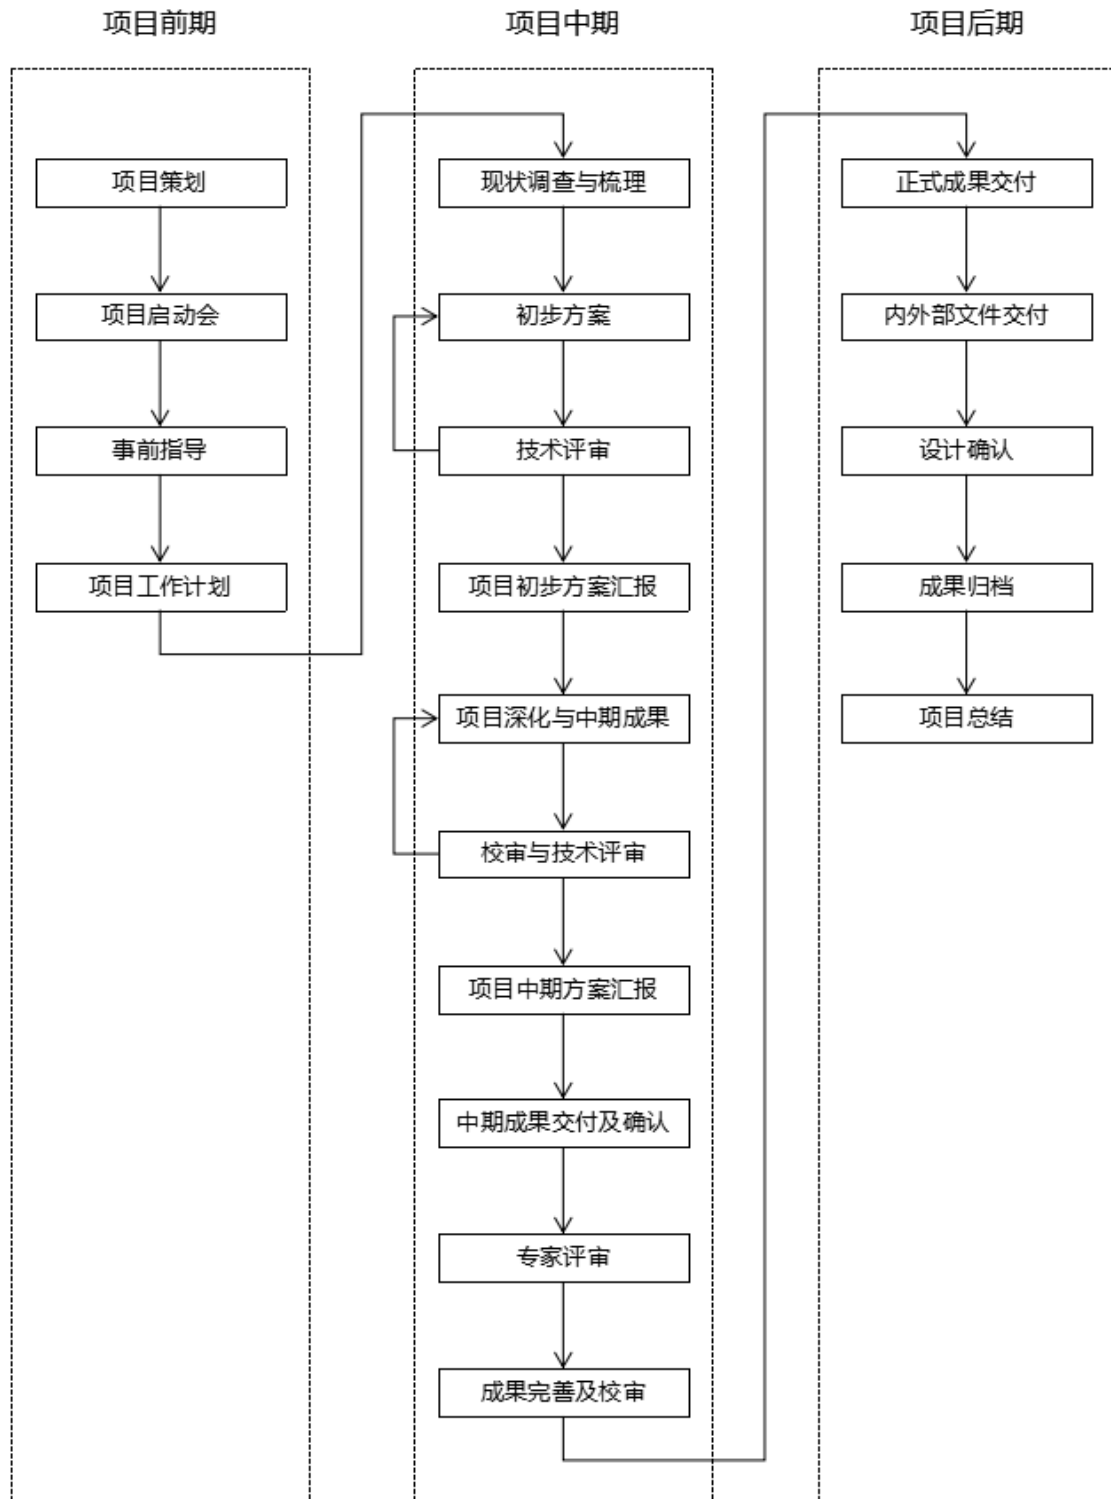 项目前期
项目中期
项目后期
项目策划
项目启动会
事前指导
项目工作计划
现状调查与梳理
初步方案
技术评审
项目初步方案汇报
项目深化与中期成果
校审与技术评审
项目中期方案汇报
中期成果交付及确认
专家评审
成果完善及校审
正式成果交付
内外部文件交付
设计确认
成果归档
项目总结